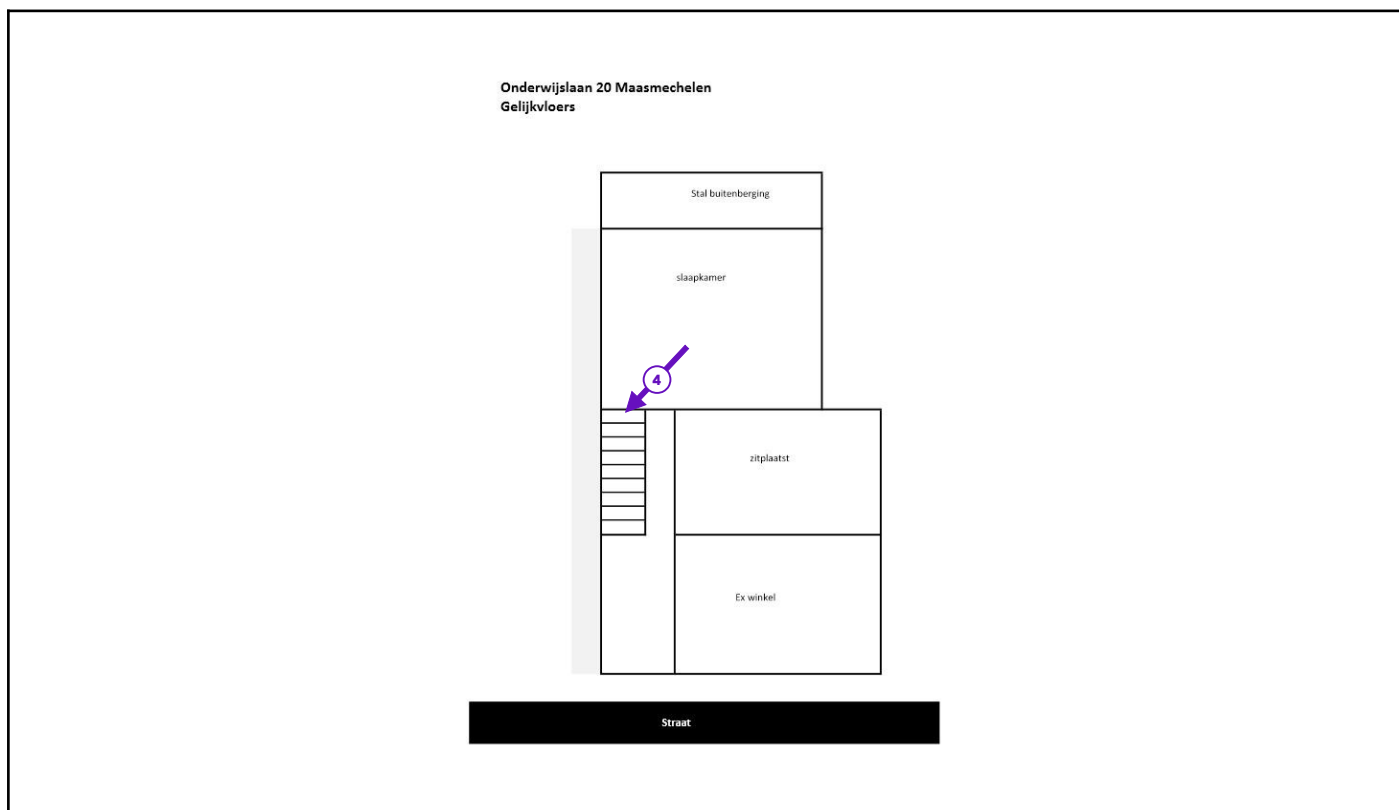 Onderwijslaan 20 Maasmechelen
Gelijkvloers
Stal buitenberging
slaapkamer
4
zitplaatst
Ex winkel
Straat